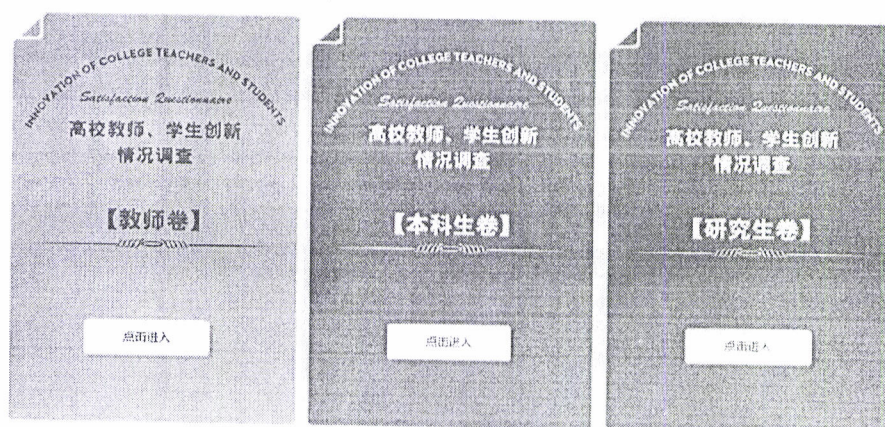 INNOVATION OF COLLEGE TEACHERS AND STUDENTS
Satisfaction Questionnaire
高校教师、学生创新
情况调查
【教师卷】
点击进入
INNOVATION OF COLLEGE TEACHERS AND STUDENTS
Satisfaction Questionnaire
高校教师、学生创新
情况调查
【本科生卷】
点击进入
INNOVATION OF COLLEGE TEACHERS AND STUDENTS
Satisfaction Questionnaire
高校教师、学生创新
情况调查
【研究生卷】
点击进入